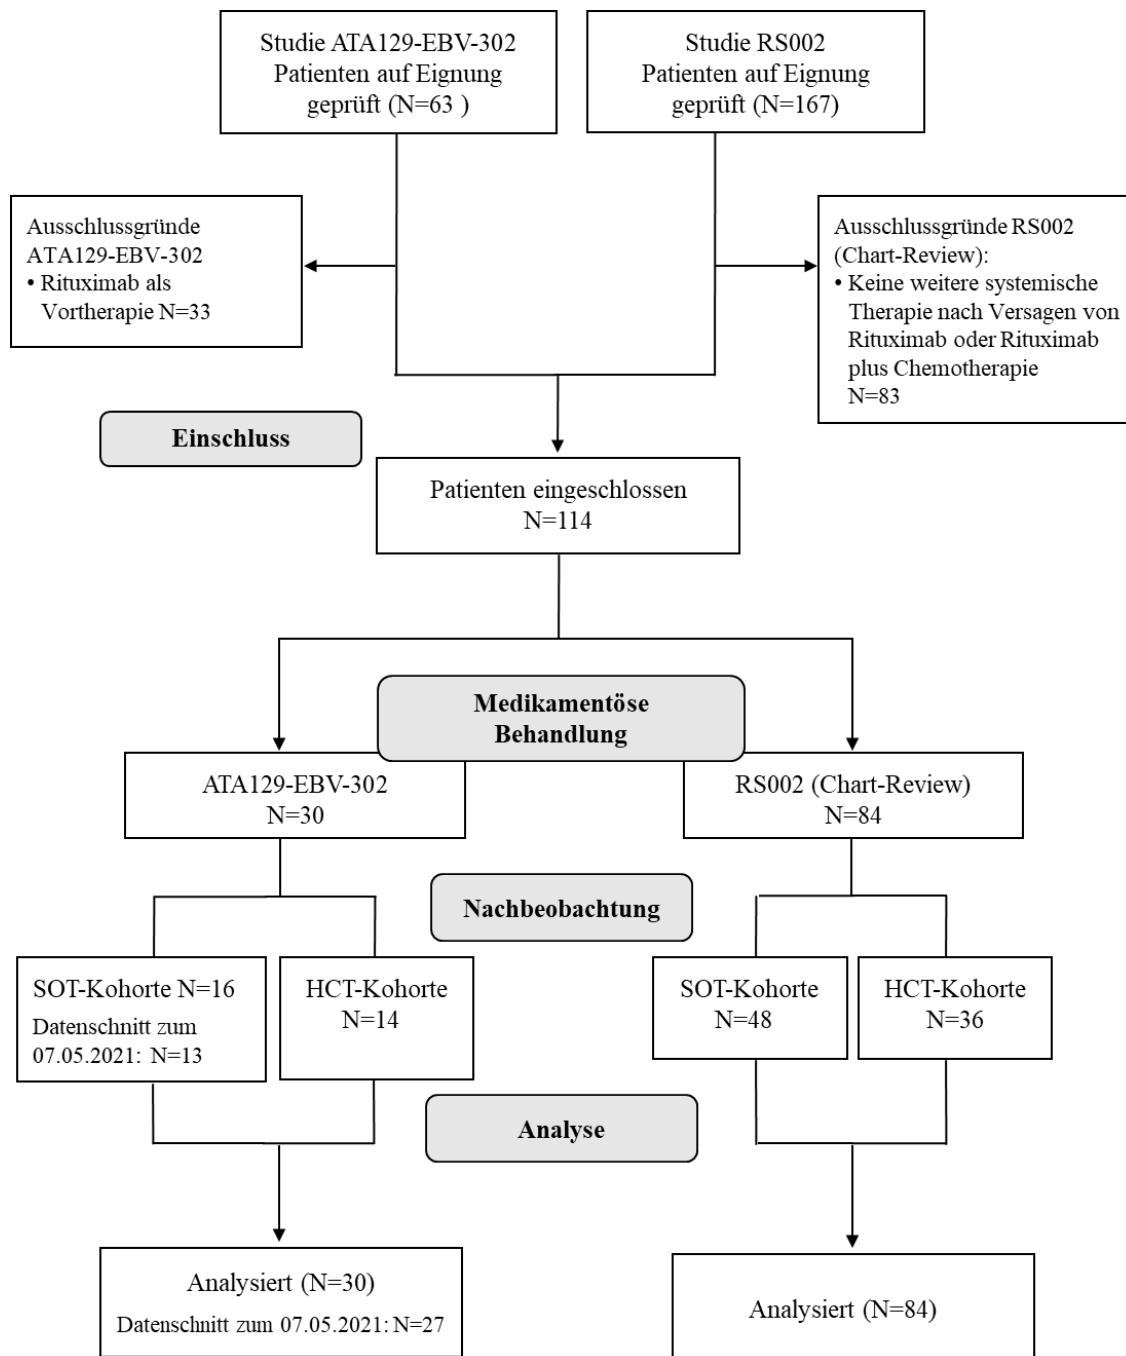 Studie ATA129-EBV-302
Patienten auf Eignung
geprüft (N=63 )
Studie RS002
Patienten auf Eignung
geprüft (N=167)
Ausschlussgründe
ATA129-EBV-302
• Rituximab als
Vortherapie N=33
Ausschlussgründe RS002
(Chart-Review):
• Keine weitere systemische
Therapie nach Versagen von
Rituximab oder Rituximab
plus Chemotherapie
N=83
Einschluss
Patienten eingeschlossen
N=114
Medikamentöse
Behandlung
ATA129-EBV-302
N=30
RS002 (Chart-Review)
N=84
Nachbeobachtung
SOT-Kohorte N=16
Datenschnitt zum
07.05.2021: N=13
HCT-Kohorte
N=14
SOT-Kohorte
N=48
HCT-Kohorte
N=36
Analyse
Analysiert (N=30)
Datenschnitt zum 07.05.2021: N=27
Analysiert (N=84)